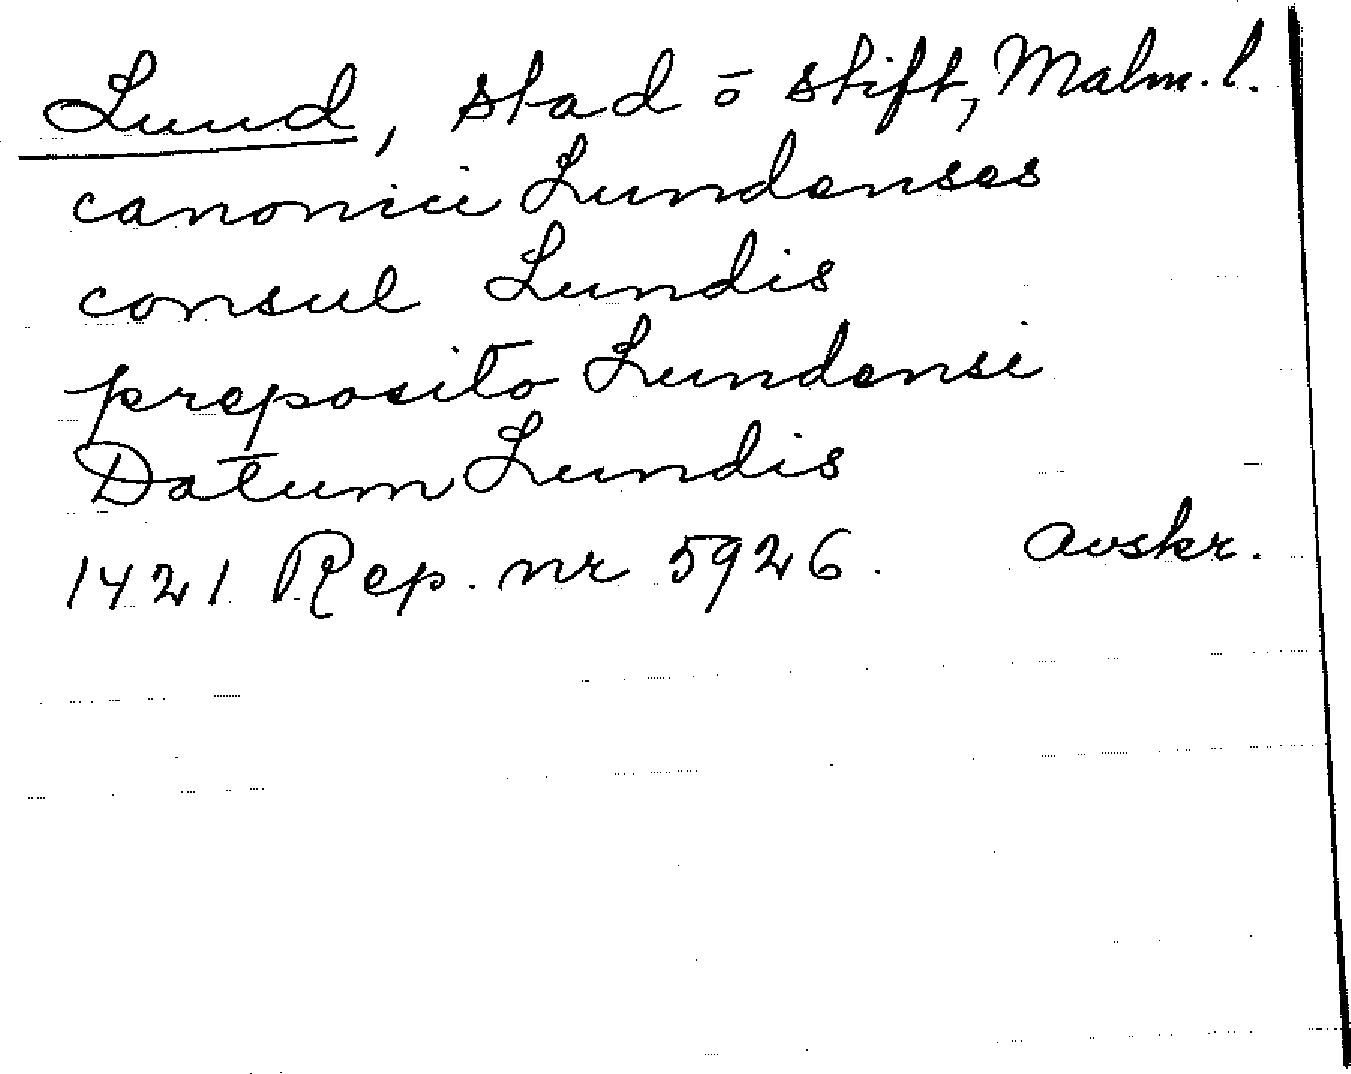 Lund, stad o stift, Malm. l.
canonici Lundenses
consul Lundis
preposito Lundensi
Datum Lundis
1421 Rep. nr 5926. avskr.